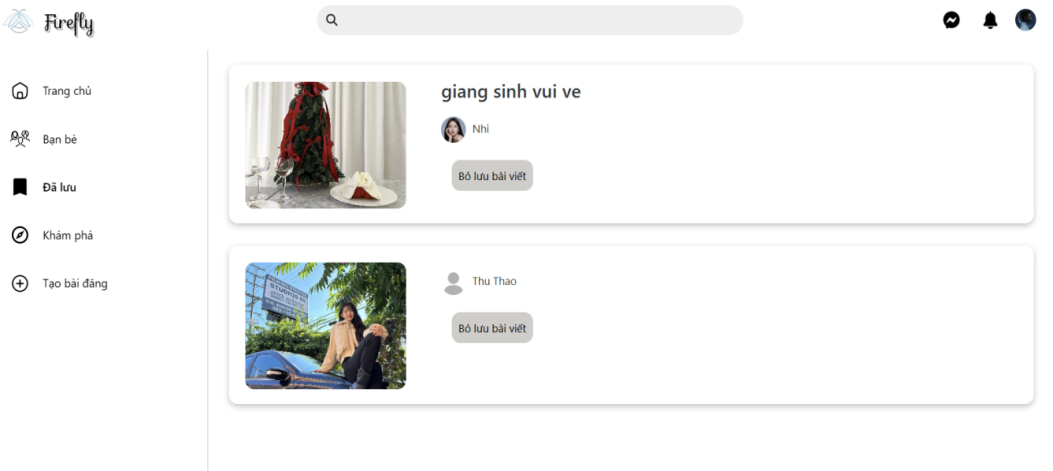 Firefly
Trang chủ
Bạn bè
Đã lưu
Khám phá
Tạo bài đăng
giang sinh vui ve
Nhi
Bỏ lưu bài viết
Thu Thao
Bỏ lưu bài viết